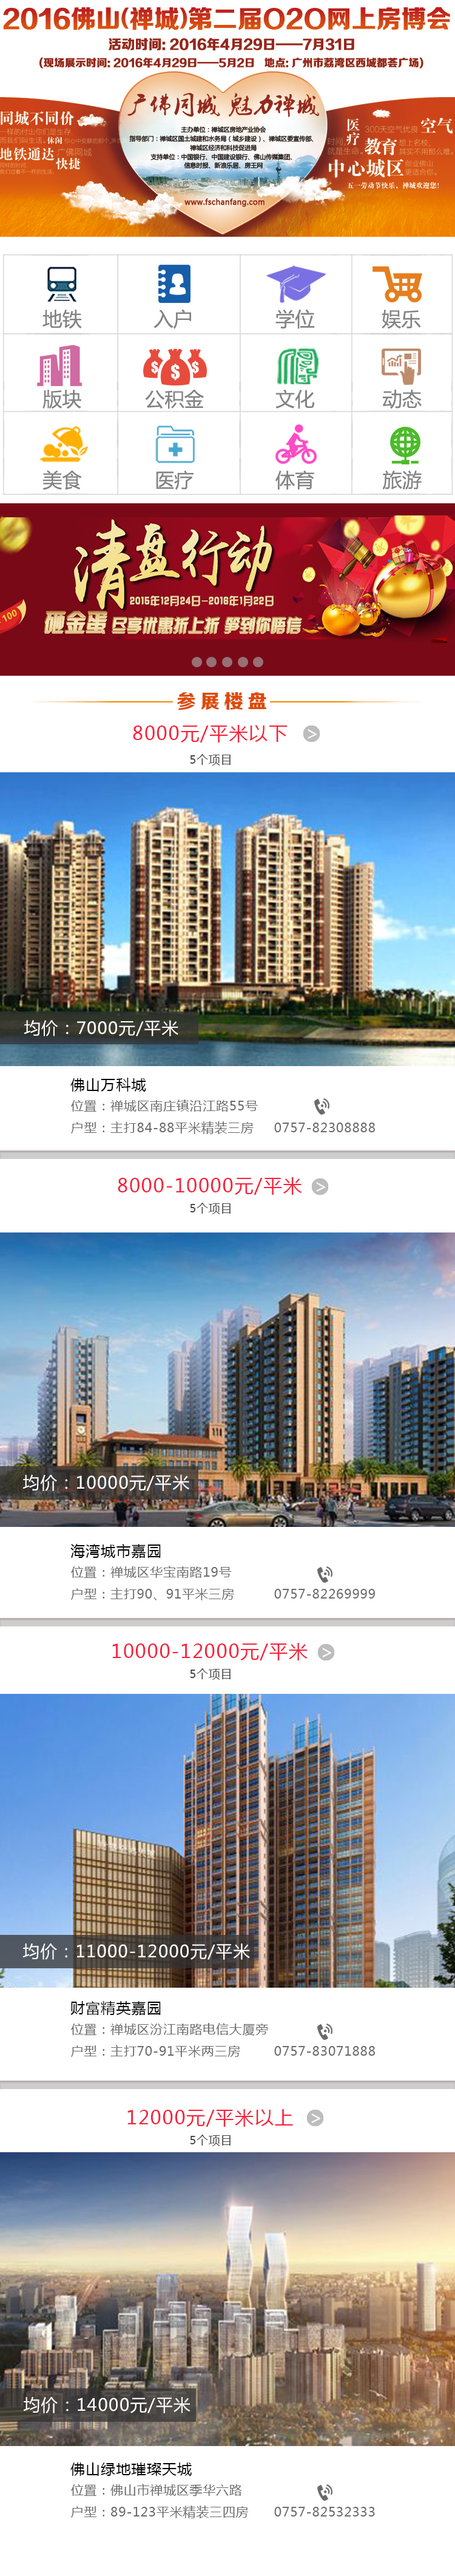 2016佛山(禅城)第二届O2O网上房博会
活动时间: 2016年4月29日——7月31日
(现场展示时间: 2016年4月29日——5月2日 地点: 广州市荔湾区西城都荟广场)
广佛同城 魅力禅城
主办单位：禅城区房地产业协会
指导部门：禅城区国土城建和水务局（城乡建设）、禅城区委宣传部、
禅城区经济和科技促进局
支持单位：中国银行、中国建设银行、佛山传媒集团、
信息时报、新浪乐居、房王网
www.fschanfang.com
同城不同价
休闲
地铁通达 广佛同城
快捷
医疗 300天空气优良 空气
教育
中心城区
五一劳动节快乐，禅城欢迎您!
地铁 入户 学位 娱乐
版块 公积金 文化 动态
美食 医疗 体育 旅游
清盘行动
2015年12月24日—2016年1月22日
砸金蛋 尽享优惠折上折 笋到你唔信
100
参展楼盘
8000元/平米以下 >
5个项目
均价：7000元/平米
佛山万科城
位置：禅城区南庄镇沿江路55号
户型：主打84-88平米精装三房 0757-82308888
8000-10000元/平米 >
5个项目
均价：10000元/平米
海湾城市嘉园
位置：禅城区华宝南路19号
户型：主打90、91平米三房 0757-82269999
10000-12000元/平米 >
5个项目
均价：11000-12000元/平米
财富精英嘉园
位置：禅城区汾江南路电信大厦旁
户型：主打70-91平米两三房 0757-83071888
12000元/平米以上 >
5个项目
均价：14000元/平米
佛山绿地璀璨天城
位置：佛山市禅城区季华六路
户型：89-123平米精装三四房 0757-82532333